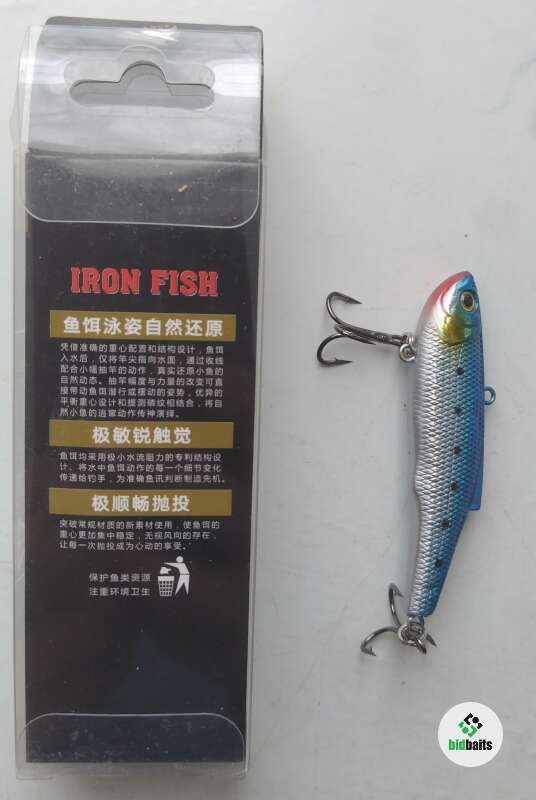 IRON FISH
鱼饵泳姿自然还原
凭借准确的重心配置和结构设计，鱼饵
入水后，仅将竿尖指向水面，通过收线
配合小幅抽竿的动作，真实还原小鱼的
自然动态。抽竿幅度与力量的改变可直
接带动鱼饵潜行或摆动的姿势，优异的
平衡重心设计和提测磷纹相结合，将自
然小鱼的逃窜动作传神演绎。
极敏锐触觉
鱼饵均采用极小水流阻力的专利结构设
计、将水中鱼饵动作的每一个细节变化
传递给钓手，为准确鱼讯判断制造先机。
极顺畅抛投
突破常规材质的新素材使用，使鱼饵的
重心更加集中稳定，无视风向的存在，
让每一次抛投成为心动的享受。
保护鱼类资源
注重环境卫生
bidbaits